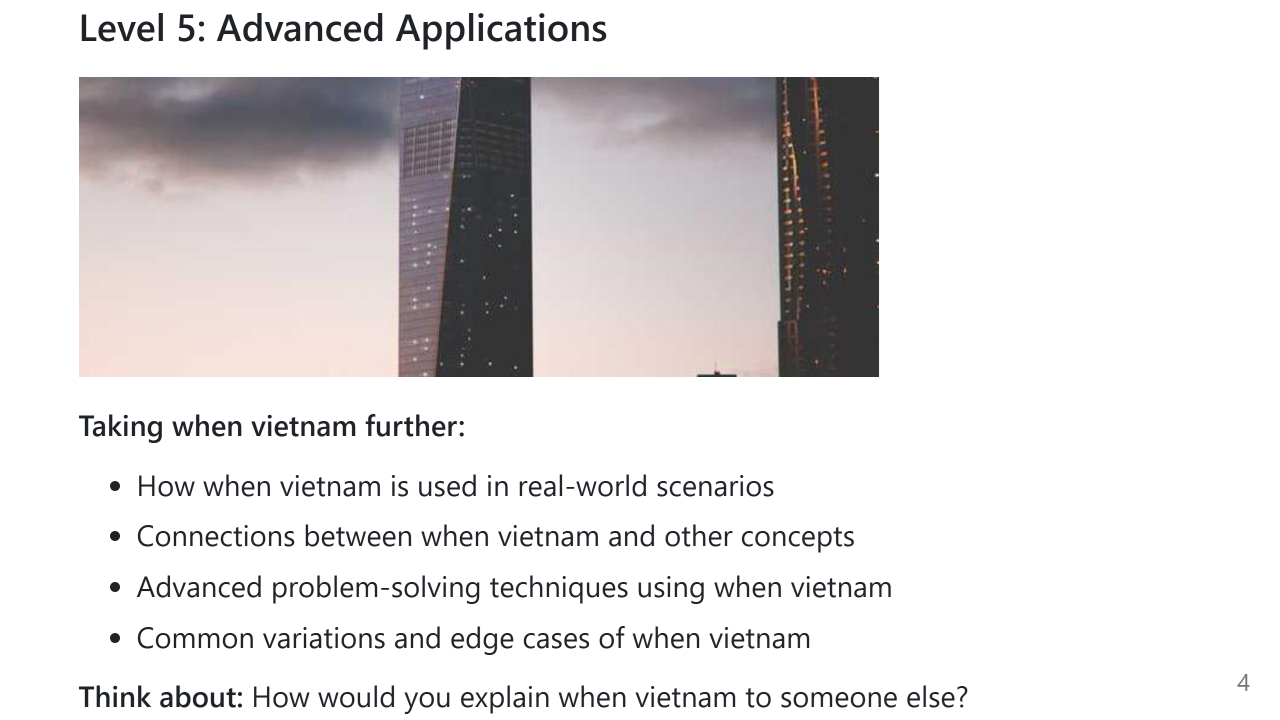 Level 5: Advanced Applications
Taking when vietnam further:
• How when vietnam is used in real-world scenarios
• Connections between when vietnam and other concepts
• Advanced problem-solving techniques using when vietnam
• Common variations and edge cases of when vietnam
Think about: How would you explain when vietnam to someone else?
4